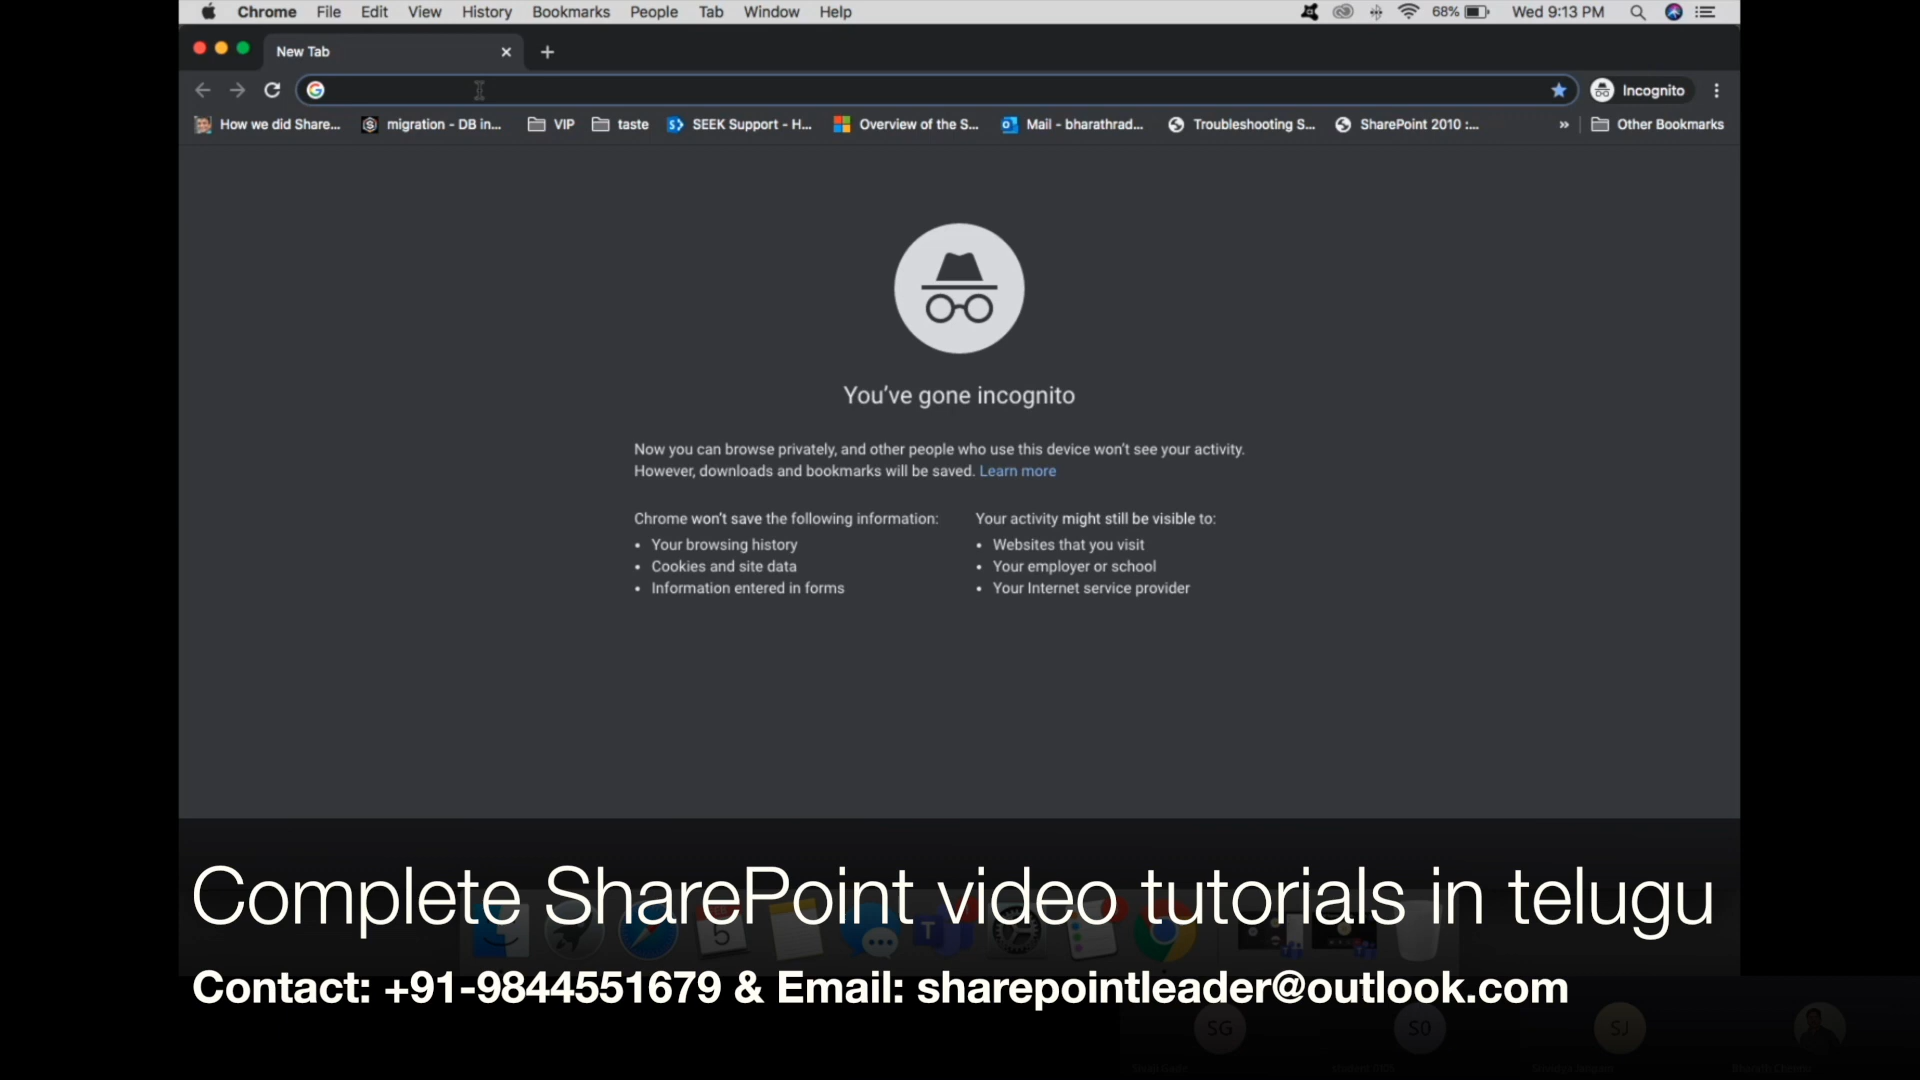 Chrome File Edit View History Bookmarks People Tab Window Help 68% Wed 9:13 PM
New Tab
Incognito
How we did Share... migration - DB in... VIP taste SEEK Support - H... Overview of the S... Mail - bharathrad... Troubleshooting S... SharePoint 2010 :... » Other Bookmarks
You've gone incognito
Now you can browse privately, and other people who use this device won't see your activity.
However, downloads and bookmarks will be saved. Learn more
Chrome won't save the following information:
• Your browsing history
• Cookies and site data
• Information entered in forms
Your activity might still be visible to:
• Websites that you visit
• Your employer or school
• Your Internet service provider
Complete SharePoint video tutorials in telugu
Contact: +91-9844551679 & Email: sharepointleader@outlook.com
SG SO SJ